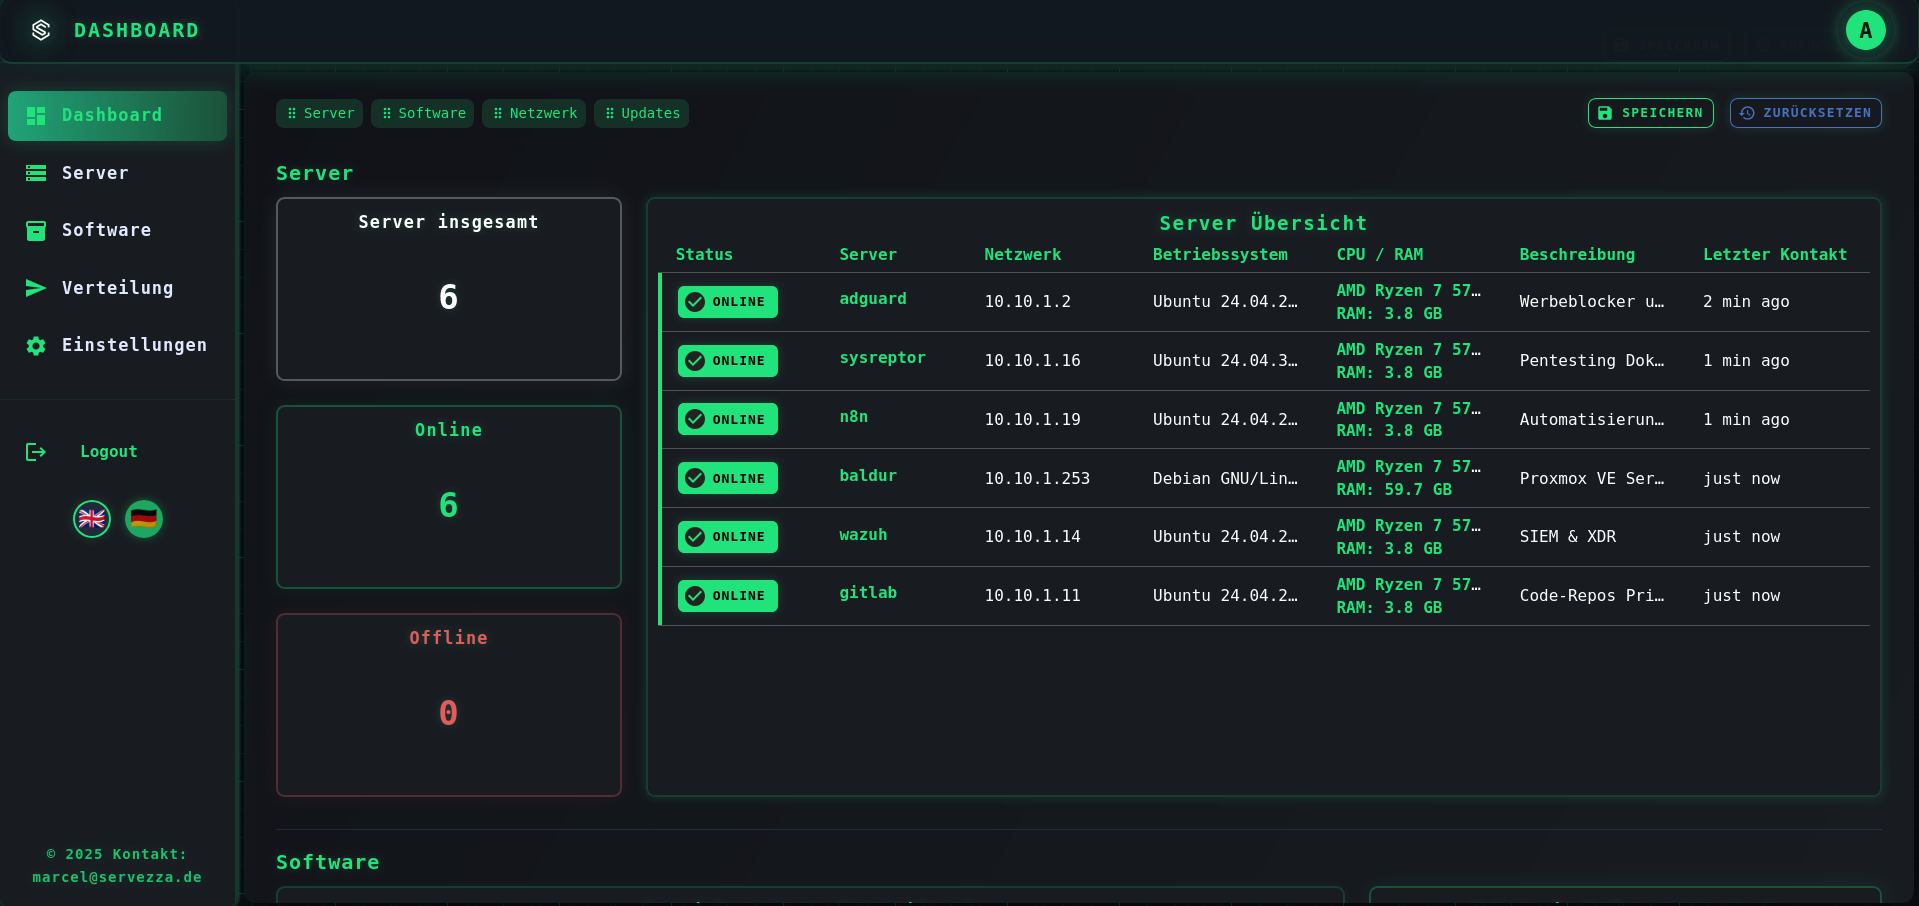 DASHBOARD
A
Dashboard
Server
Software
Verteilung
Einstellungen
Logout
© 2025 Kontakt:
marcel@servezza.de
Server Software Netzwerk Updates
SPEICHERN ZURÜCKSETZEN
Server
Server insgesamt
6
Online
6
Offline
0
Server Übersicht
Status Server Netzwerk Betriebssystem CPU / RAM Beschreibung Letzter Kontakt
ONLINE adguard 10.10.1.2 Ubuntu 24.04.2… AMD Ryzen 7 57… Werbeblocker u… 2 min ago
RAM: 3.8 GB
ONLINE sysreptor 10.10.1.16 Ubuntu 24.04.3… AMD Ryzen 7 57… Pentesting Dok… 1 min ago
RAM: 3.8 GB
ONLINE n8n 10.10.1.19 Ubuntu 24.04.2… AMD Ryzen 7 57… Automatisierun… 1 min ago
RAM: 3.8 GB
ONLINE baldur 10.10.1.253 Debian GNU/Lin… AMD Ryzen 7 57… Proxmox VE Ser… just now
RAM: 59.7 GB
ONLINE wazuh 10.10.1.14 Ubuntu 24.04.2… AMD Ryzen 7 57… SIEM & XDR just now
RAM: 3.8 GB
ONLINE gitlab 10.10.1.11 Ubuntu 24.04.2… AMD Ryzen 7 57… Code-Repos Pri… just now
RAM: 3.8 GB
Software